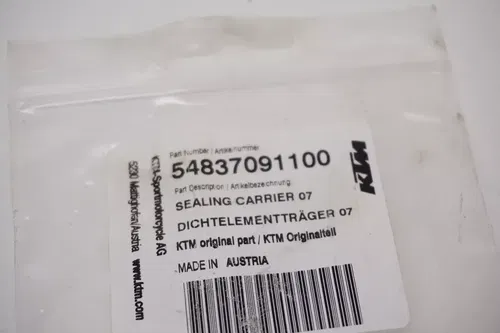 Part Number / Artikelnummer
54837091100
Part Description / Artikelbezeichnung
SEALING CARRIER 07
DICHTELEMENTTRÄGER 07
KTM original part / KTM Originalteil
MADE IN AUSTRIA
KTM
KTM-Sportmotorcycle AG
5230 Mattighofen/Austria www.ktm.com